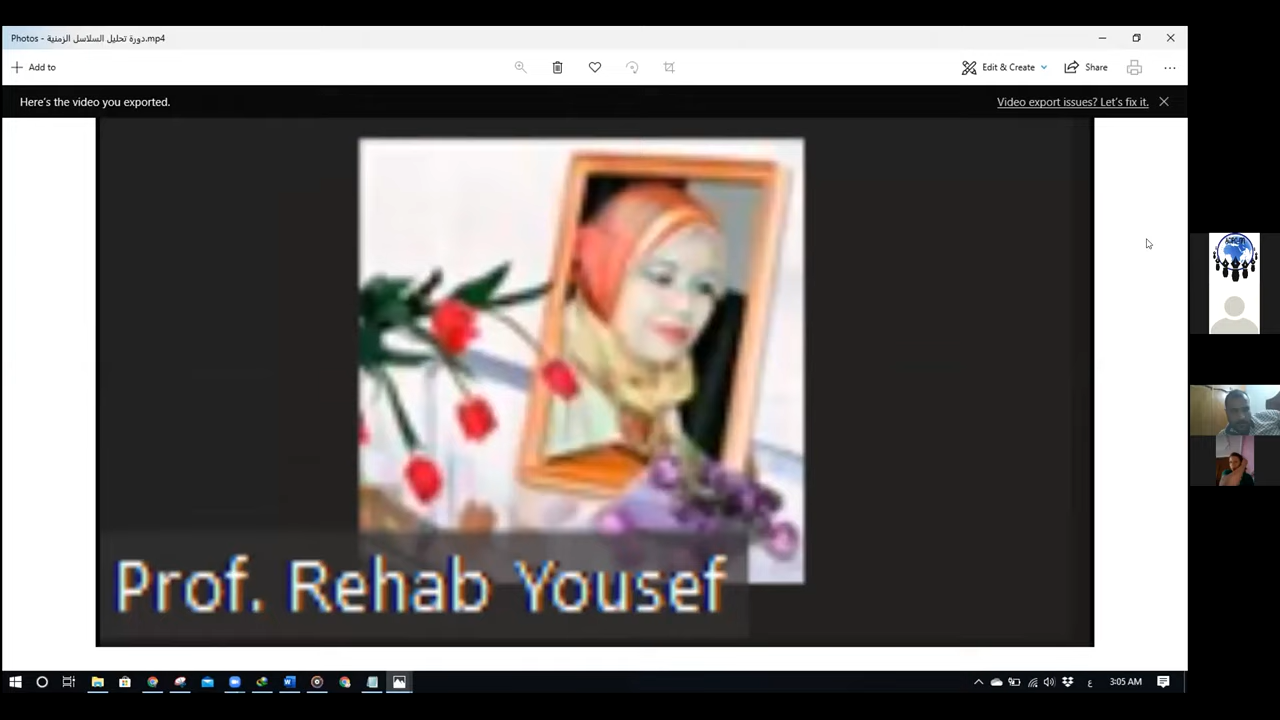 Photos - دورة تحليل السلاسل الزمنية.mp4
Add to
Edit & Create
Share
Here's the video you exported.
Video export issues? Let's fix it.
Prof. Rehab Yousef
ع
3:05 AM